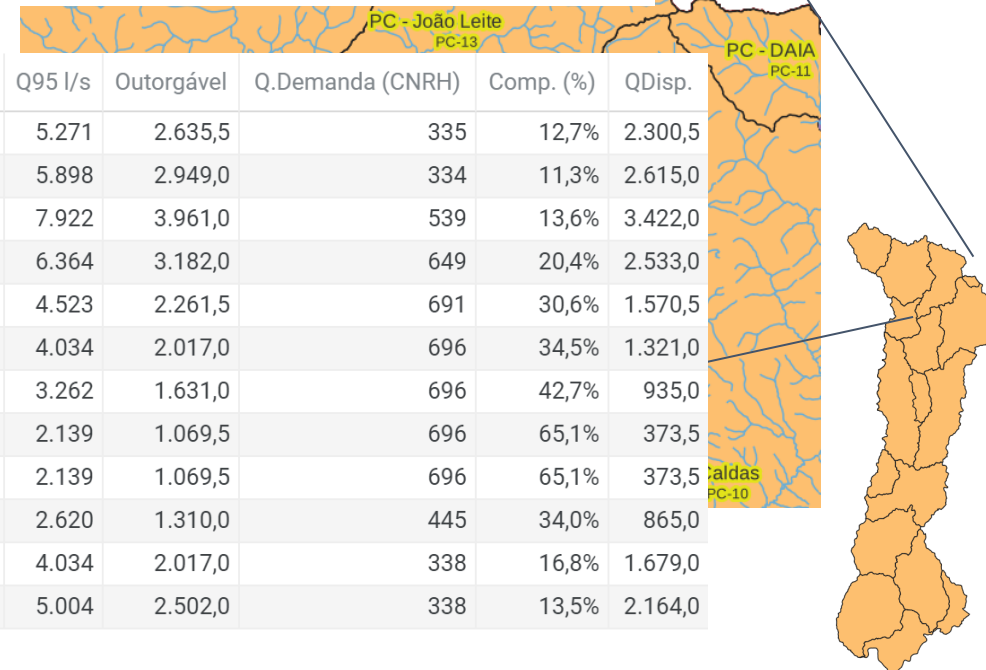 PC - João Leite
PC-13
PC - DAIA
PC-11
Q95 l/s Outorgável Q.Demanda (CNRH) Comp. (%) QDisp.
5.271 2.635,5 335 12,7% 2.300,5
5.898 2.949,0 334 11,3% 2.615,0
7.922 3.961,0 539 13,6% 3.422,0
6.364 3.182,0 649 20,4% 2.533,0
4.523 2.261,5 691 30,6% 1.570,5
4.034 2.017,0 696 34,5% 1.321,0
3.262 1.631,0 696 42,7% 935,0
2.139 1.069,5 696 65,1% 373,5
2.139 1.069,5 696 65,1% 373,5
2.620 1.310,0 445 34,0% 865,0
4.034 2.017,0 338 16,8% 1.679,0
5.004 2.502,0 338 13,5% 2.164,0
Caldas
PC-10